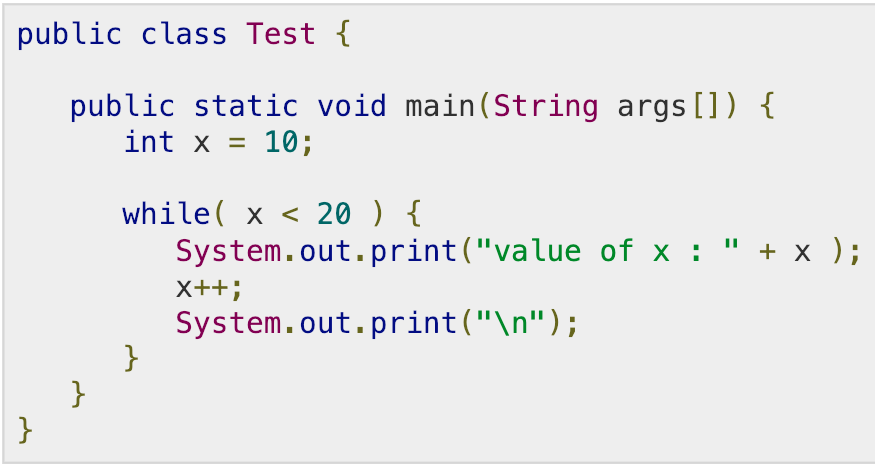 public class Test {
   public static void main(String args[]) {
      int x = 10;
      while( x < 20 ) {
         System.out.print("value of x : " + x );
         x++;
         System.out.print("\n");
      }
   }
}